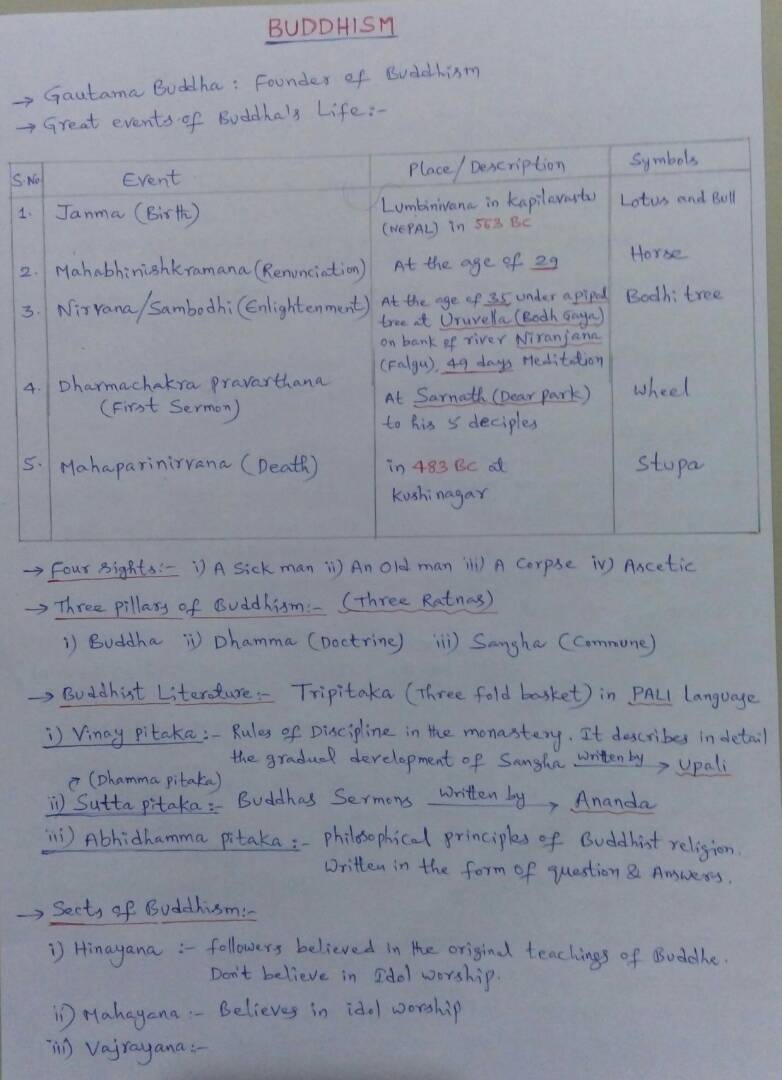 BUDDHISM
→ Gautama Buddha : Founder of Buddhism
→ Great events of Buddha's Life :-
S.No Event Place/Description Symbols
1. Janma (Birth) Lumbinivana in Kapilavastu Lotus and Bull
(NEPAL) in 563 BC
2. Mahabhinishkramana (Renunciation) At the age of 29 Horse
3. Nirvana/Sambodhi (Enlightenment) At the age of 35 under a pipal Bodhi tree
tree at Uruvella (Bodh Gaya)
on bank of river Niranjana
(Falgu), 49 days Meditation
4. Dharmachakra pravarthana At Sarnath (Dear park) Wheel
(First Sermon) to his 5 deciples
5. Mahaparinirvana (Death) in 483 BC at Stupa
Kushinagar
→ Four sights :- i) A Sick man ii) An Old man iii) A Corpse iv) Ascetic
→ Three pillars of Buddhism :- (Three Ratnas)
i) Buddha ii) Dhamma (Doctrine) iii) Sangha (Commune)
→ Buddhist Literature :- Tripitaka (Three fold basket) in PALI language
i) Vinay pitaka :- Rules of Discipline in the monastery. It describes in detail
the gradual development of Sangha written by → Upali
(Dhamma pitaka)
ii) Sutta pitaka :- Buddhas Sermons written by → Ananda
iii) Abhidhamma pitaka :- philosophical principles of Buddhist religion.
Written in the form of question & Answers.
→ Sects of Buddhism :-
i) Hinayana :- followers believed in the original teachings of Buddha.
Don't believe in Idol worship.
ii) Mahayana :- Believes in idol worship
iii) Vajrayana :-